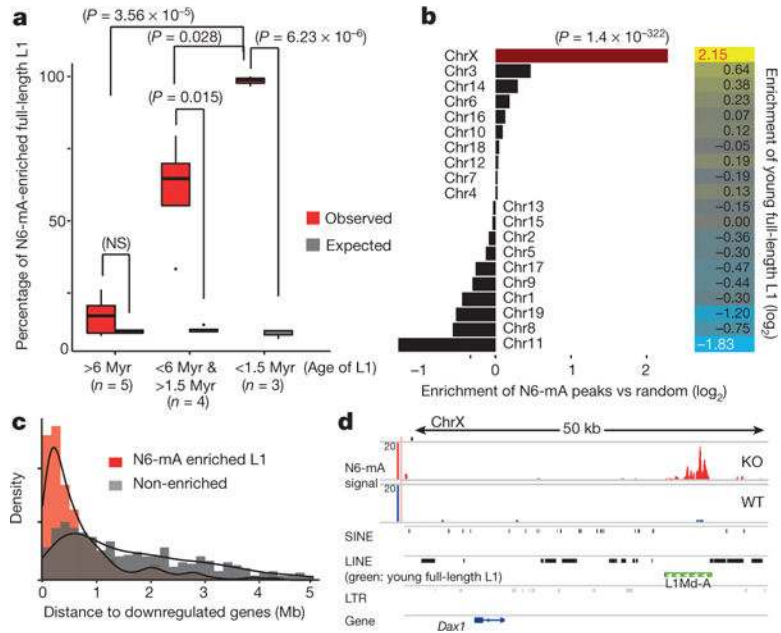 a
(P = 3.56 × 10⁻⁵)
(P = 0.028)
(P = 6.23 × 10⁻⁶)
(P = 0.015)
(NS)
Percentage of N6-mA-enriched full-length L1
100
50
0
Observed
Expected
>6 Myr
(n = 5)
<6 Myr &
>1.5 Myr
(n = 4)
<1.5 Myr
(n = 3)
(Age of L1)
b
(P = 1.4 × 10⁻³²²)
ChrX 2.15
Chr3 0.64
Chr14 0.38
Chr6 0.23
Chr16 0.07
Chr10 0.12
Chr18 −0.05
Chr12 0.19
Chr7 −0.19
Chr4 0.13
Chr13 −0.15
Chr15 0.00
Chr2 −0.36
Chr5 −0.30
Chr17 −0.47
Chr9 −0.44
Chr1 −0.30
Chr19 −1.20
Chr8 −0.75
Chr11 −1.83
−1 0 1 2
Enrichment of N6-mA peaks vs random (log₂)
Enrichment of young full-length L1 (log₂)
c
N6-mA enriched L1
Non-enriched
Density
0 1 2 3 4 5
Distance to downregulated genes (Mb)
d
ChrX
50 kb
20
KO
N6-mA
signal
20
WT
SINE
LINE
(green: young full-length L1)
L1Md-A
LTR
Gene
Dax1